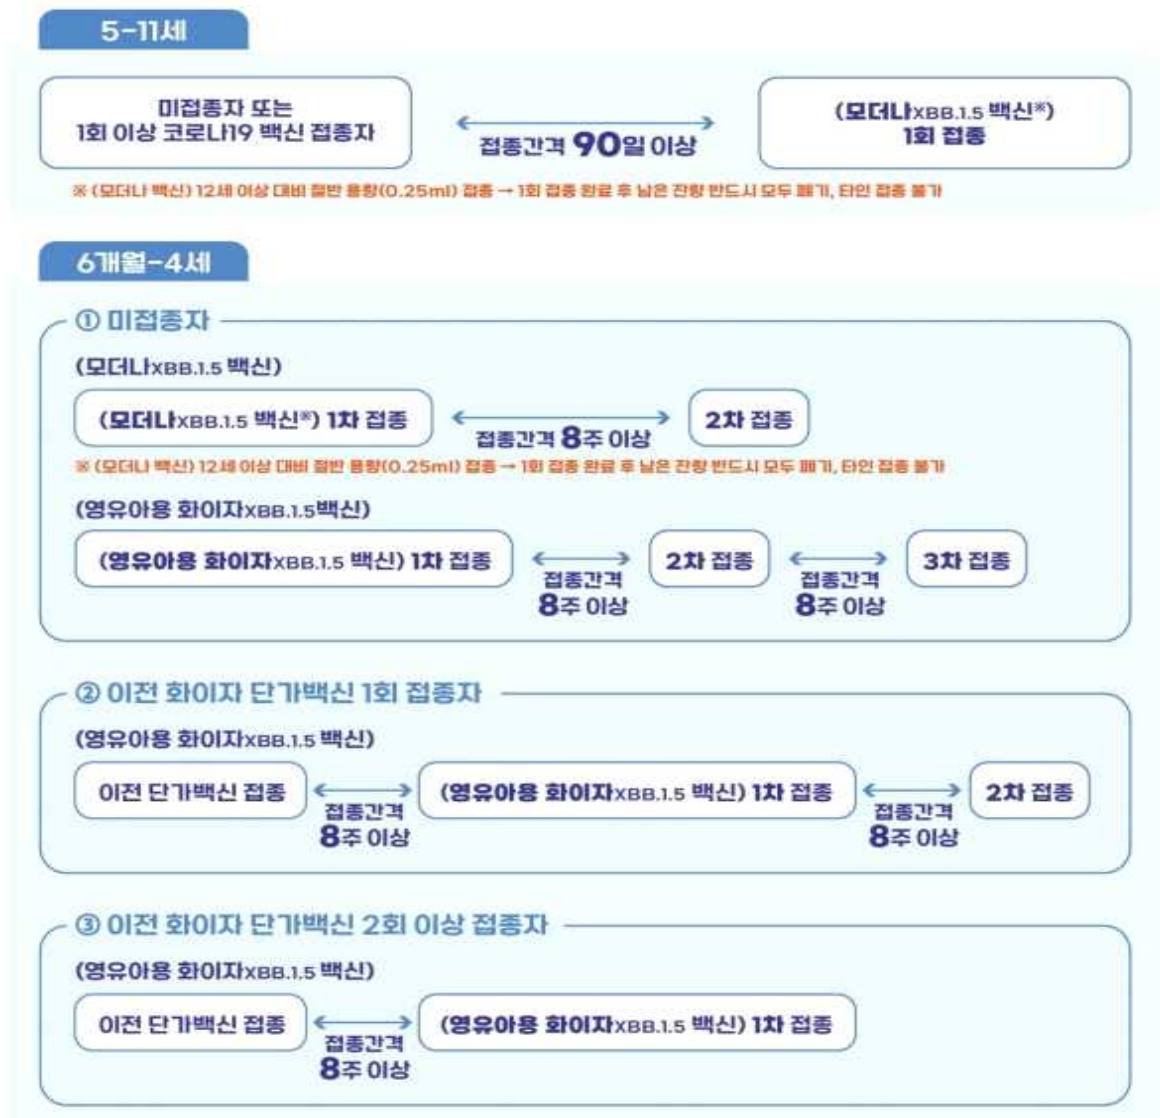 5-11세
미접종자 또는
1회 이상 코로나19 백신 접종자
접종간격 90일 이상
(모더나XBB.1.5 백신※)
1회 접종
※ (모더나 백신) 12세 이상 대비 절반 용량(0.25ml) 접종 → 1회 접종 완료 후 남은 잔량 반드시 모두 폐기, 타인 접종 불가
6개월-4세
① 미접종자
(모더나XBB.1.5 백신)
(모더나XBB.1.5 백신※) 1차 접종
접종간격 8주 이상
2차 접종
※ (모더나 백신) 12세 이상 대비 절반 용량(0.25ml) 접종 → 1회 접종 완료 후 남은 잔량 반드시 모두 폐기, 타인 접종 불가
(영유아용 화이자XBB.1.5백신)
(영유아용 화이자XBB.1.5 백신) 1차 접종
접종간격
8주 이상
2차 접종
접종간격
8주 이상
3차 접종
② 이전 화이자 단가백신 1회 접종자
(영유아용 화이자XBB.1.5 백신)
이전 단가백신 접종
접종간격
8주 이상
(영유아용 화이자XBB.1.5 백신) 1차 접종
접종간격
8주 이상
2차 접종
③ 이전 화이자 단가백신 2회 이상 접종자
(영유아용 화이자XBB.1.5 백신)
이전 단가백신 접종
접종간격
8주 이상
(영유아용 화이자XBB.1.5 백신) 1차 접종